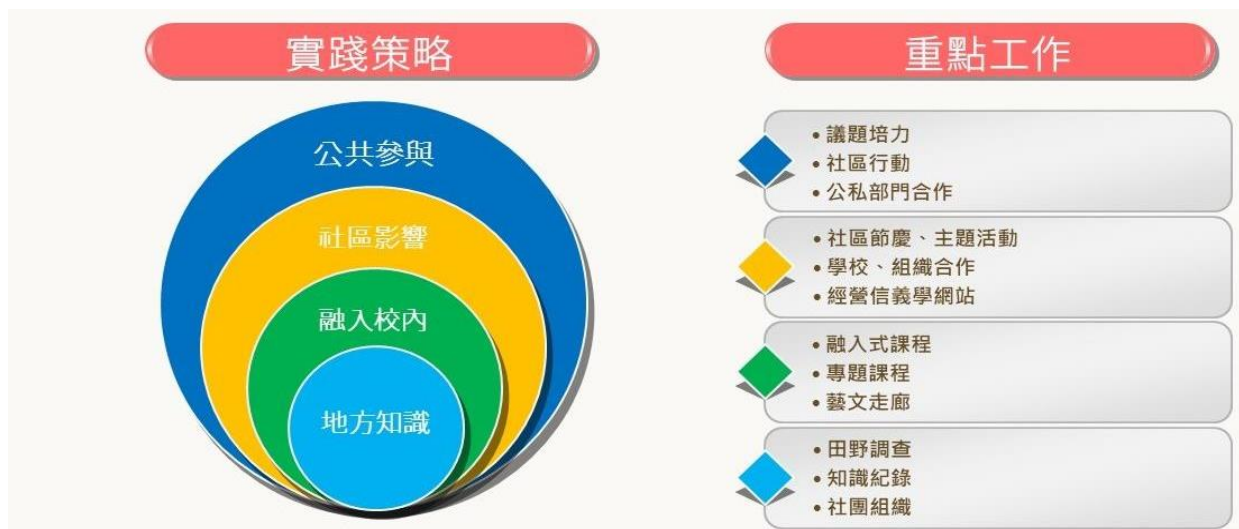 實踐策略
公共參與
社區影響
融入校內
地方知識
重點工作
• 議題培力
• 社區行動
• 公私部門合作
• 社區節慶、主題活動
• 學校、組織合作
• 經營信義學網站
• 融入式課程
• 專題課程
• 藝文走廊
• 田野調查
• 知識紀錄
• 社團組織